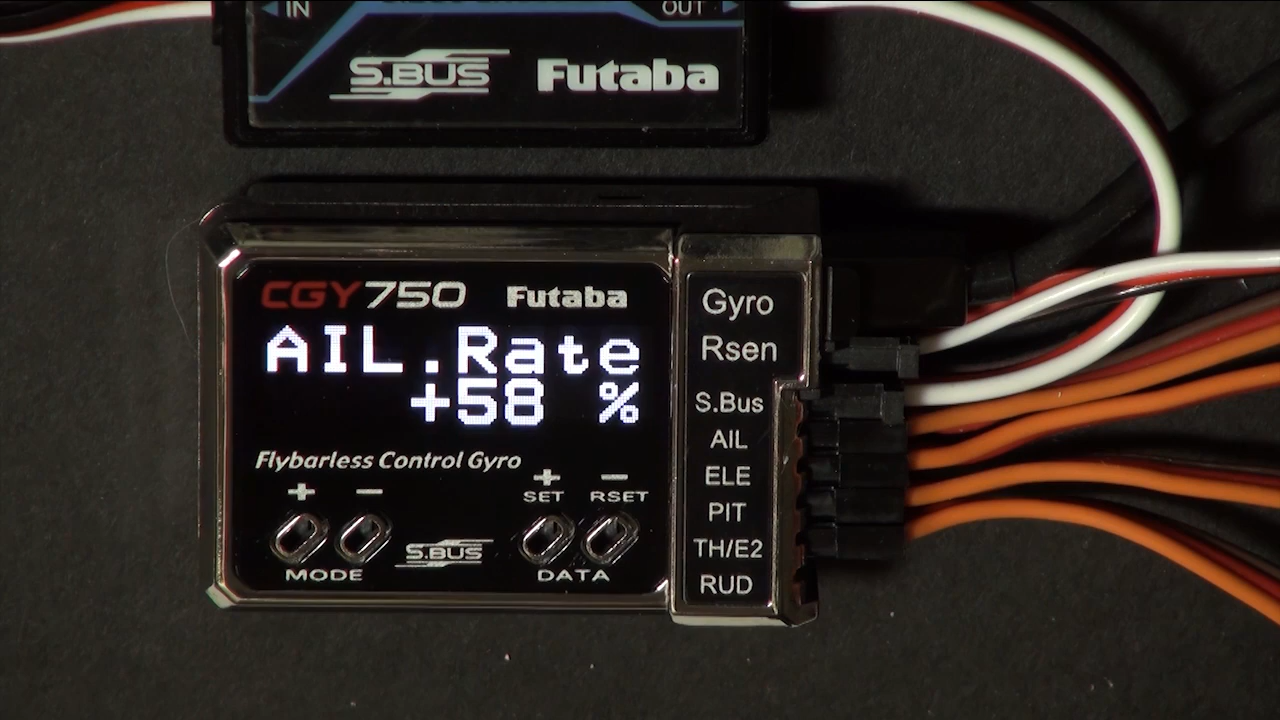 IN
OUT
S.BUS Futaba
CGY750 Futaba
AIL.Rate
+58 %
Flybarless Control Gyro
+ − + −
SET RSET
S.BUS
MODE DATA
Gyro
Rsen
S.Bus
AIL
ELE
PIT
TH/E2
RUD